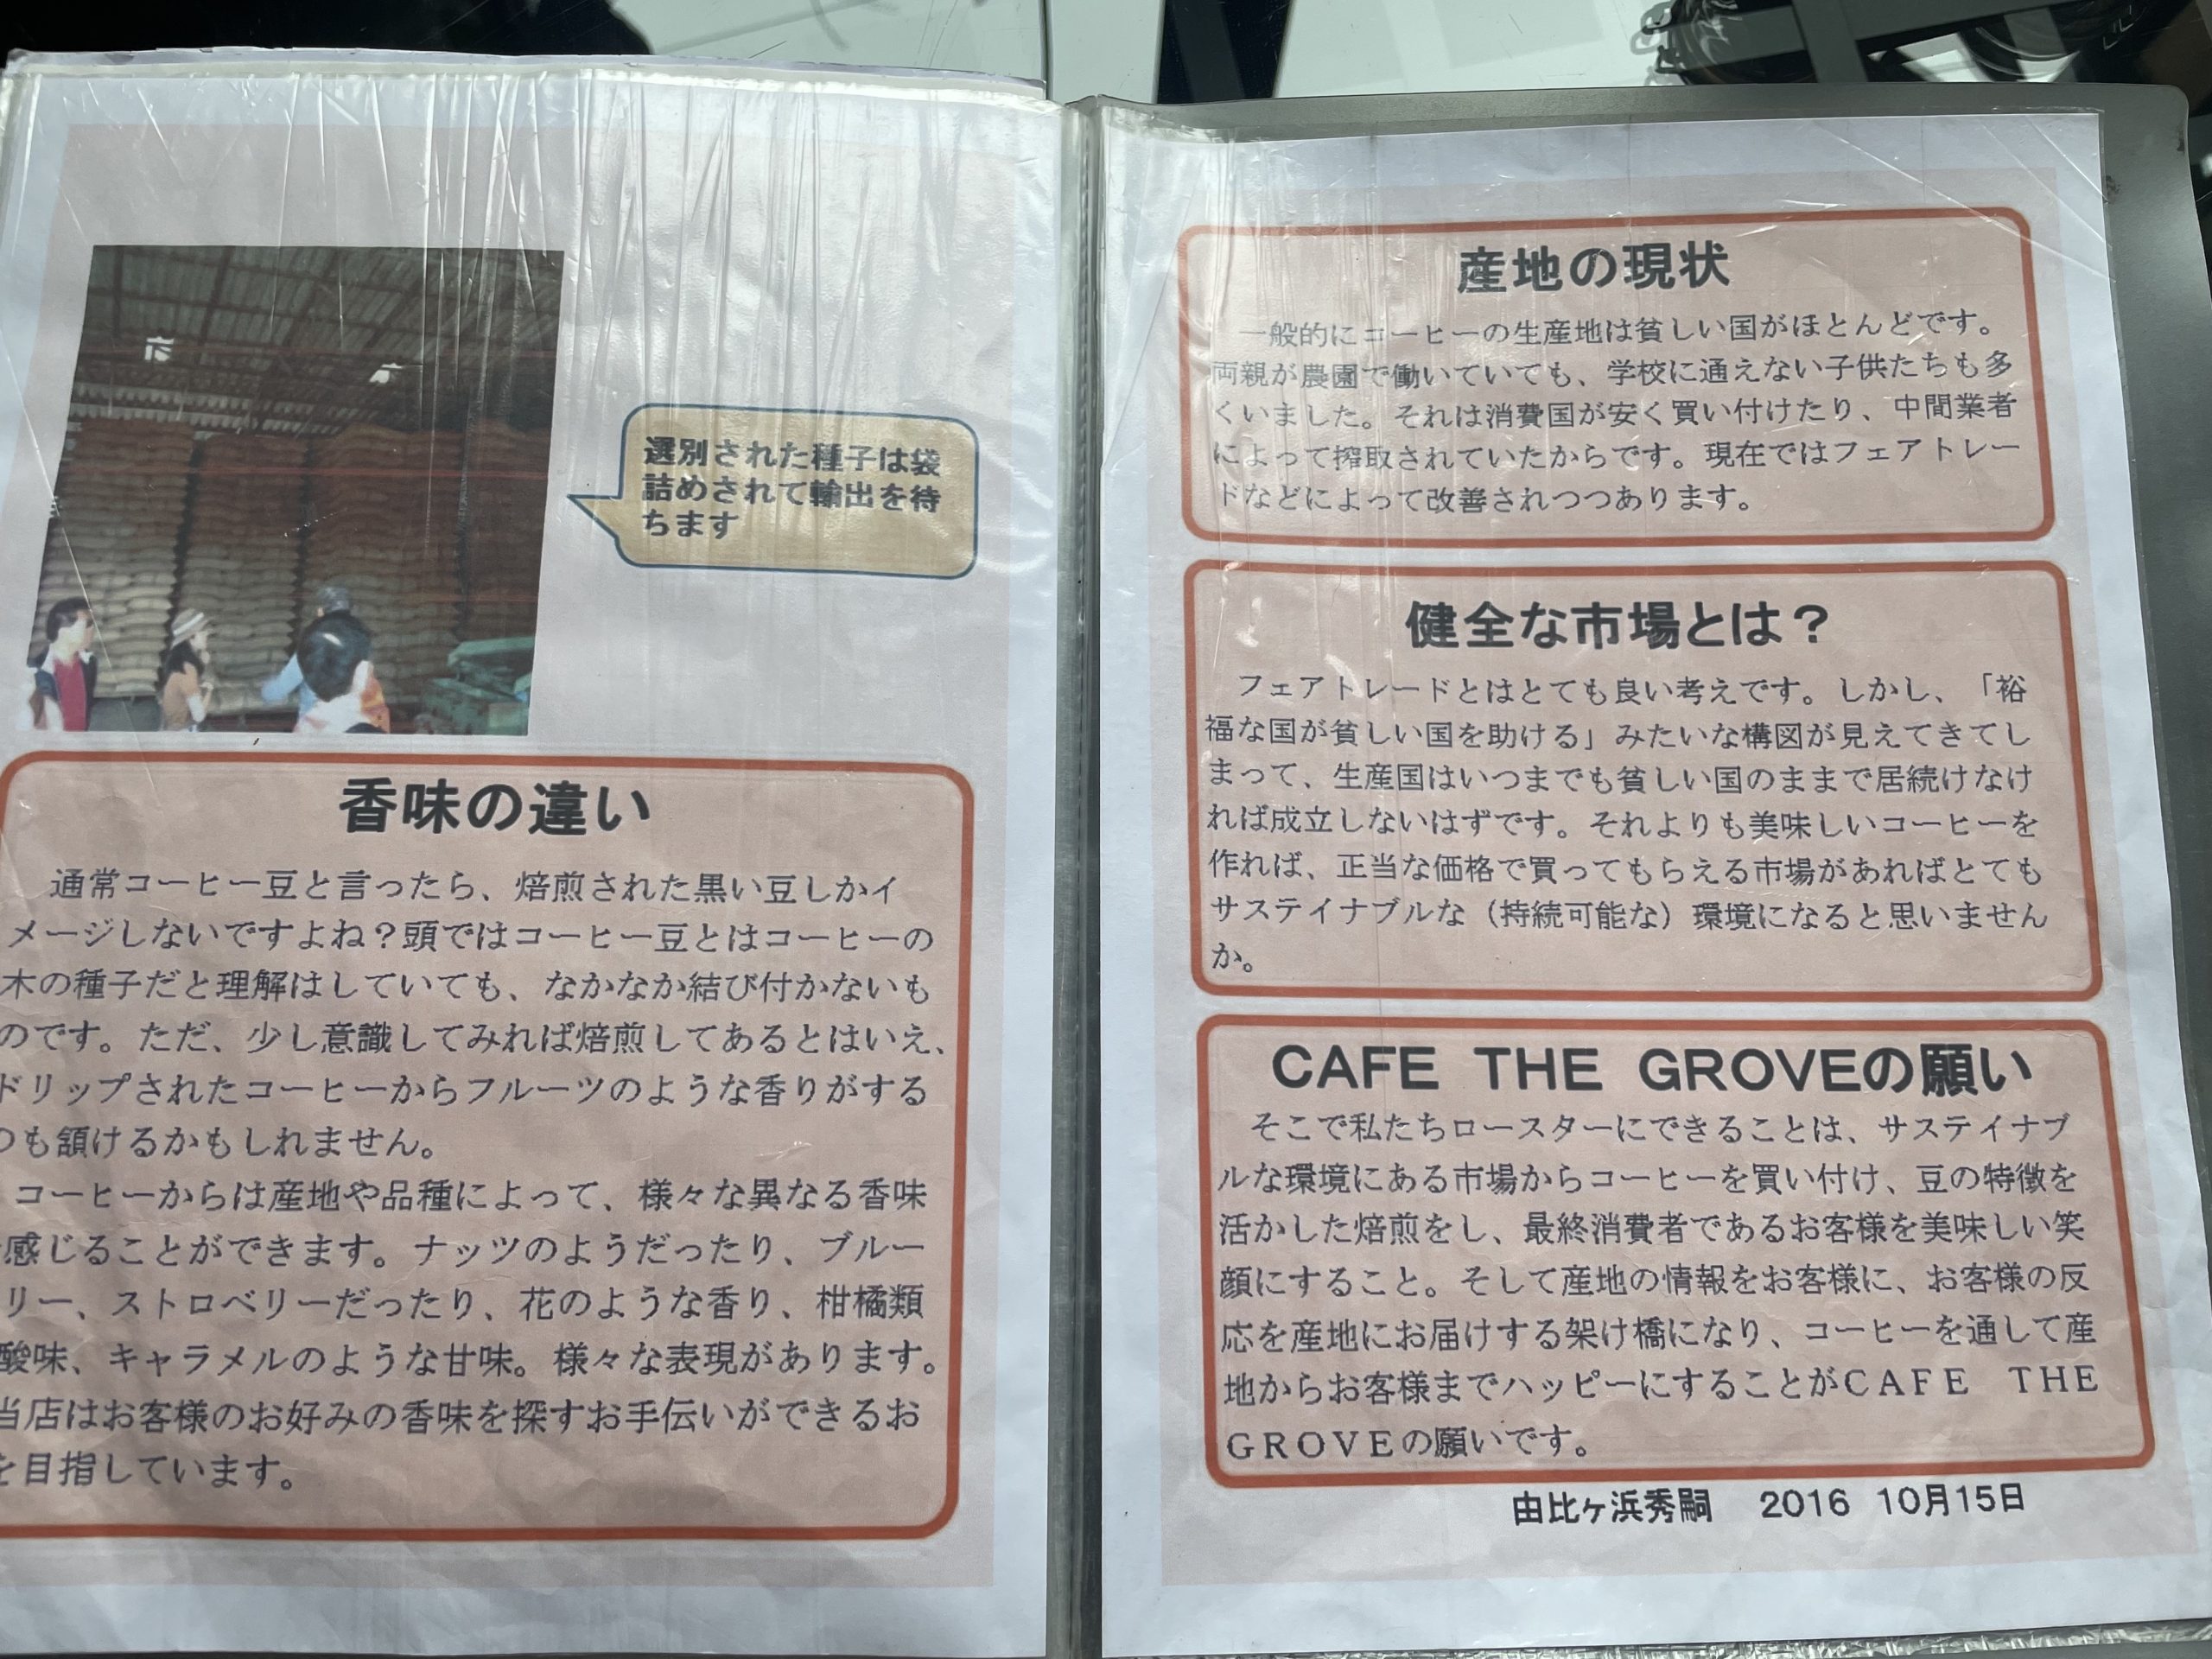 選別された種子は袋
詰めされて輸出を待
ちます
香味の違い
通常コーヒー豆と言ったら、焙煎された黒い豆しかイ
メージしないですよね？頭ではコーヒー豆とはコーヒーの
木の種子だと理解はしていても、なかなか結び付かないも
のです。ただ、少し意識してみれば焙煎してあるとはいえ、
ドリップされたコーヒーからフルーツのような香りがする
のも頷けるかもしれません。
コーヒーからは産地や品種によって、様々な異なる香味
感じることができます。ナッツのようだったり、ブルー
リー、ストロベリーだったり、花のような香り、柑橘類
酸味、キャラメルのような甘味。様々な表現があります。
当店はお客様のお好みの香味を探すお手伝いができるお
を目指しています。
産地の現状
一般的にコーヒーの生産地は貧しい国がほとんどです。
両親が農園で働いていても、学校に通えない子供たちも多
くいました。それは消費国が安く買い付けたり、中間業者
によって搾取されていたからです。現在ではフェアトレー
ドなどによって改善されつつあります。
健全な市場とは？
フェアトレードとはとても良い考えです。しかし、「裕
福な国が貧しい国を助ける」みたいな構図が見えてきてし
まって、生産国はいつまでも貧しい国のままで居続けなけ
れば成立しないはずです。それよりも美味しいコーヒーを
作れば、正当な価格で買ってもらえる市場があればとても
サステイナブルな（持続可能な）環境になると思いません
か。
CAFE THE GROVEの願い
そこで私たちロースターにできることは、サステイナブ
ルな環境にある市場からコーヒーを買い付け、豆の特徴を
活かした焙煎をし、最終消費者であるお客様を美味しい笑
顔にすること。そして産地の情報をお客様に、お客様の反
応を産地にお届けする架け橋になり、コーヒーを通して産
地からお客様までハッピーにすることがＣＡＦＥ　ＴＨＥ
ＧＲＯＶＥの願いです。
由比ヶ浜秀嗣　2016 10月15日